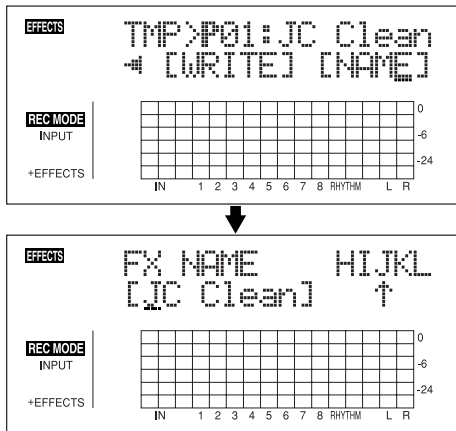 EFFECTS
TMP>P01:JC Clean
[WRITE] [NAME]
REC MODE
INPUT
+EFFECTS
0
-6
-24
IN 1 2 3 4 5 6 7 8 RHYTHM L R
EFFECTS
FX NAME HIJKL
[JC Clean] ↑
REC MODE
INPUT
+EFFECTS
0
-6
-24
IN 1 2 3 4 5 6 7 8 RHYTHM L R